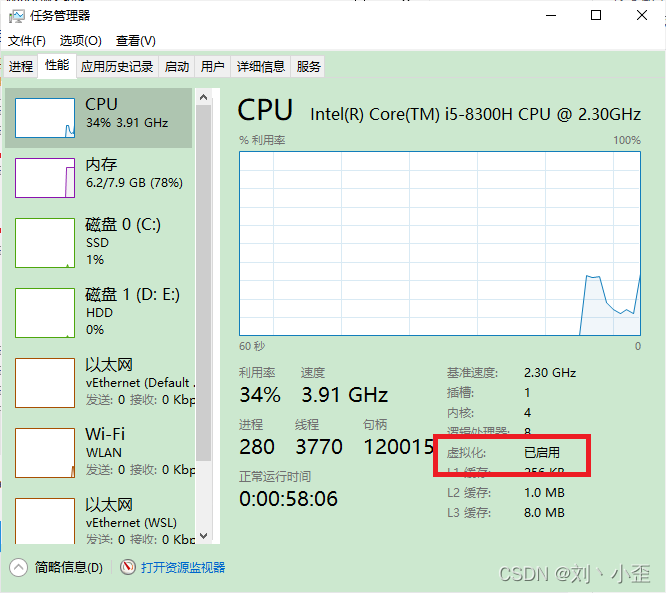 任务管理器
文件(F) 选项(O) 查看(V)
进程 性能 应用历史记录 启动 用户 详细信息 服务
CPU
34% 3.91 GHz
内存
6.2/7.9 GB (78%)
磁盘 0 (C:)
SSD
1%
磁盘 1 (D: E:)
HDD
0%
以太网
vEthernet (Default .
发送: 0 接收: 0 Kbp
Wi-Fi
WLAN
发送: 0 接收: 0 Kbp
以太网
vEthernet (WSL)
发送: 0 接收: 0 Kbp
CPU Intel(R) Core(TM) i5-8300H CPU @ 2.30GHz
% 利用率 100%
60 秒 0
利用率 速度
34% 3.91 GHz
进程 线程 句柄
280 3770 120015
正常运行时间
0:00:58:06
基准速度: 2.30 GHz
插槽: 1
内核: 4
逻辑处理器: 8
虚拟化: 已启用
L1 缓存: 256 KB
L2 缓存: 1.0 MB
L3 缓存: 8.0 MB
简略信息(D) 打开资源监视器
CSDN @刘丶小歪